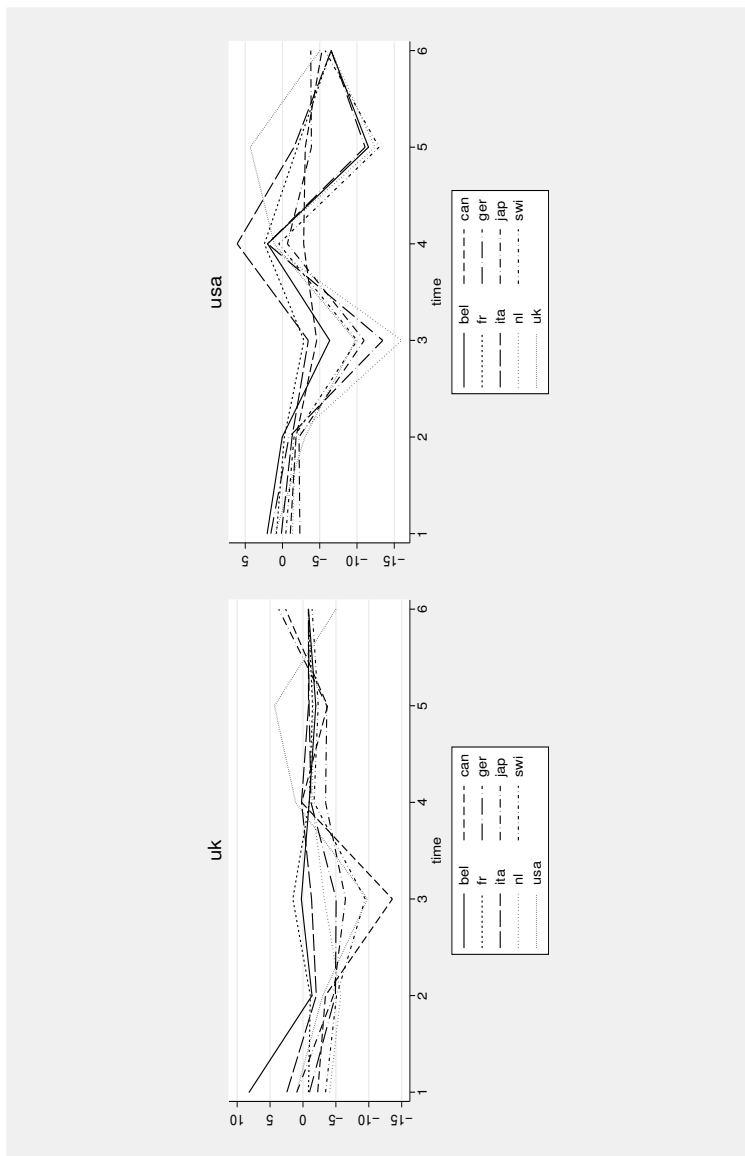 uk
10
5
0
−5
−10
−15
1 2 3 4 5 6
time
bel can
fr ger
ita jap
nl swi
usa
usa
5
0
−5
−10
−15
1 2 3 4 5 6
time
bel can
fr ger
ita jap
nl swi
uk